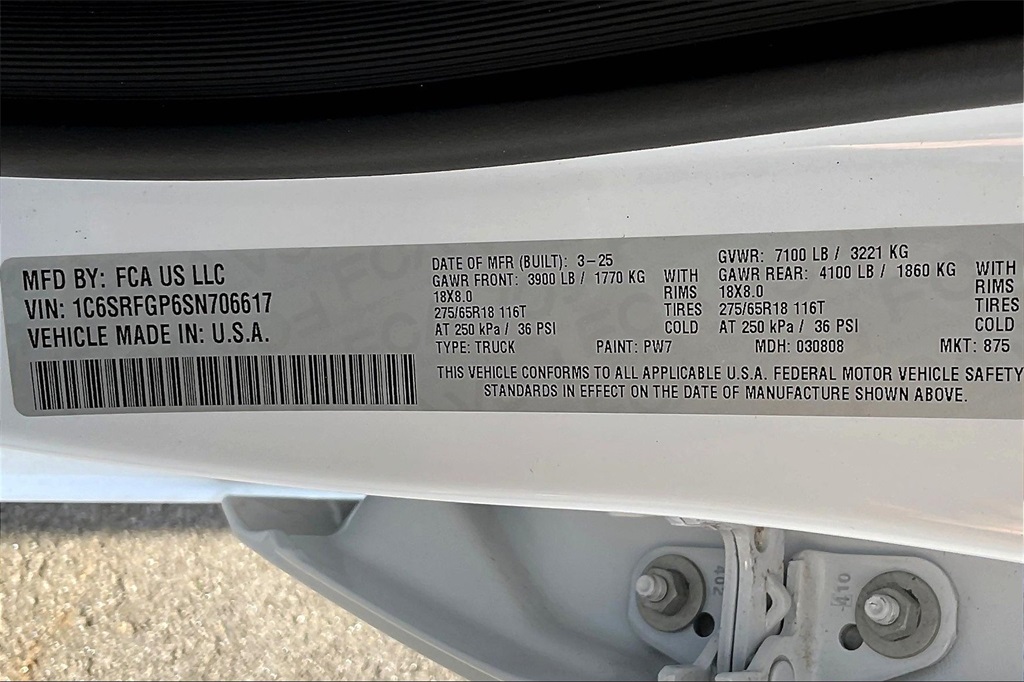 MFD BY: FCA US LLC
VIN: 1C6SRFGP6SN706617
VEHICLE MADE IN: U.S.A.
DATE OF MFR (BUILT): 3-25
GAWR FRONT: 3900 LB / 1770 KG WITH
18X8.0 RIMS
275/65R18 116T TIRES
AT 250 kPa / 36 PSI COLD
GVWR: 7100 LB / 3221 KG
GAWR REAR: 4100 LB / 1860 KG WITH
18X8.0 RIMS
275/65R18 116T TIRES
AT 250 kPa / 36 PSI COLD
TYPE: TRUCK PAINT: PW7 MDH: 030808 MKT: 875
THIS VEHICLE CONFORMS TO ALL APPLICABLE U.S.A. FEDERAL MOTOR VEHICLE SAFETY
STANDARDS IN EFFECT ON THE DATE OF MANUFACTURE SHOWN ABOVE.
402